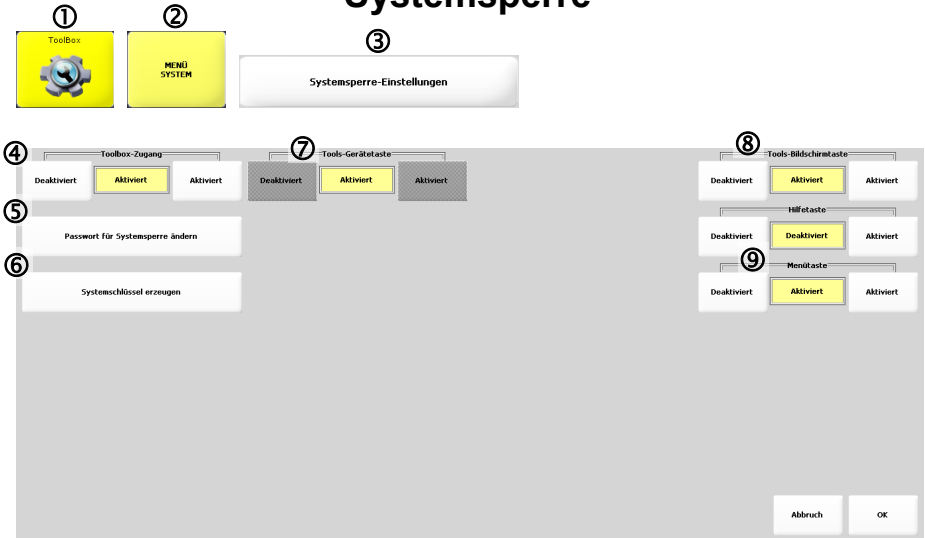 Systemsperre
① ②
ToolBox
MENÜ
SYSTEM
③
Systemsperre-Einstellungen
④ Toolbox-Zugang
Deaktiviert Aktiviert Aktiviert
⑦ Tools-Gerätetaste
Deaktiviert Aktiviert Aktiviert
⑧
Tools-Bildschirmtaste
Deaktiviert Aktiviert Aktiviert
⑤
Passwort für Systemsperre ändern
Hilfetaste
Deaktiviert Deaktiviert Aktiviert
⑥
Systemschlüssel erzeugen
⑨ Menütaste
Deaktiviert Aktiviert Aktiviert
Abbruch OK